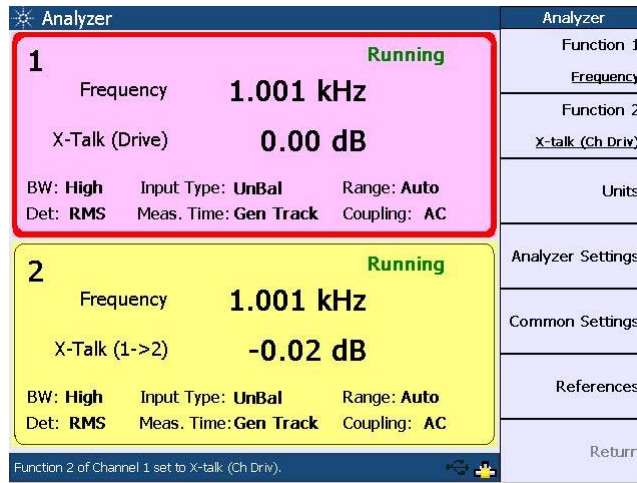 Analyzer
1
Running
Frequency 1.001 kHz
X-Talk (Drive) 0.00 dB
BW: High Input Type: UnBal Range: Auto
Det: RMS Meas. Time: Gen Track Coupling: AC
2
Running
Frequency 1.001 kHz
X-Talk (1->2) -0.02 dB
BW: High Input Type: UnBal Range: Auto
Det: RMS Meas. Time: Gen Track Coupling: AC
Function 2 of Channel 1 set to X-talk (Ch Driv).
Analyzer
Function 1
Frequency
Function 2
X-talk (Ch Driv)
Units
Analyzer Settings
Common Settings
References
Return